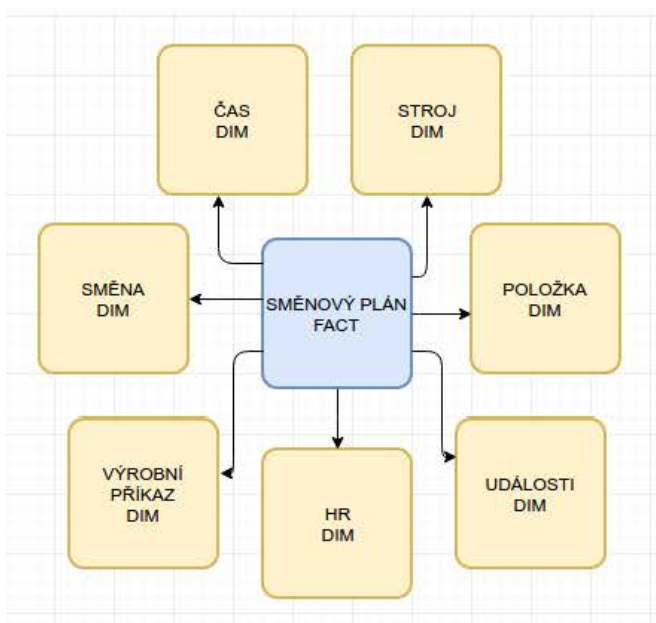 ČAS
DIM
STROJ
DIM
SMĚNA
DIM
SMĚNOVÝ PLÁN
FACT
POLOŽKA
DIM
VÝROBNÍ
PŘÍKAZ
DIM
HR
DIM
UDÁLOSTI
DIM